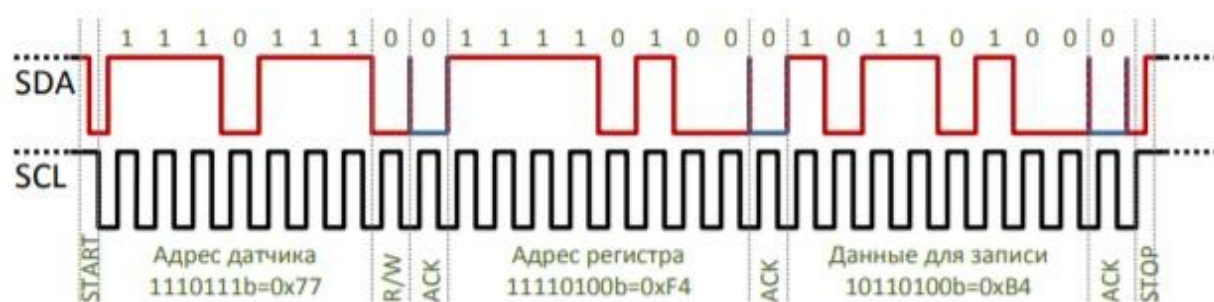 1 1 1 0 1 1 1 0 0 1 1 1 1 0 1 0 0 0 1 0 1 1 0 1 0 0 0
SDA
SCL
START
Адрес датчика
1110111b=0x77
R/W
ACK
Адрес регистра
11110100b=0xF4
ACK
Данные для записи
10110100b=0xB4
ACK
STOP